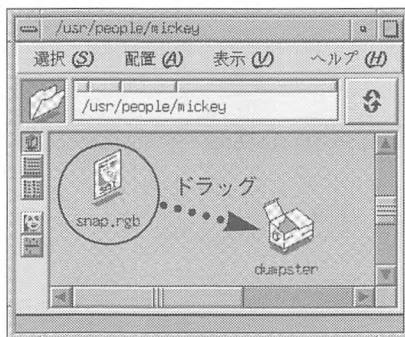 /usr/people/mickey
選択 (S) 配置 (A) 表示 (V) ヘルプ (H)
/usr/people/mickey
ドラッグ
snap.rgb
dumpster